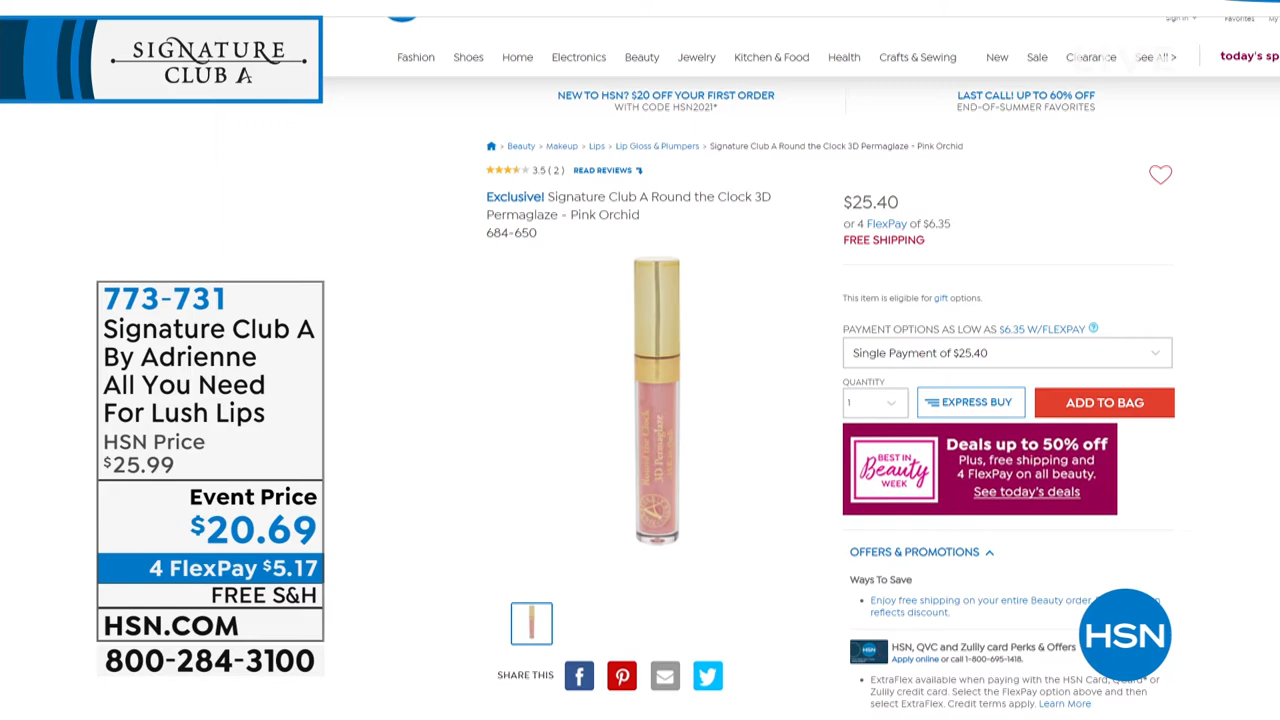 SIGNATURE
CLUB A
Sign In
Favorites
My
Fashion Shoes Home Electronics Beauty Jewelry Kitchen & Food Health Crafts & Sewing New Sale Clearance See All >
today's sp
NEW TO HSN? $20 OFF YOUR FIRST ORDER
WITH CODE HSN2021*
LAST CALL! UP TO 60% OFF
END-OF-SUMMER FAVORITES
> Beauty > Makeup > Lips > Lip Gloss & Plumpers > Signature Club A Round the Clock 3D Permaglaze - Pink Orchid
3.5 ( 2 ) READ REVIEWS
Exclusive! Signature Club A Round the Clock 3D
Permaglaze - Pink Orchid
684-650
Round the Clock
3D Permaglaze
A
$25.40
or 4 FlexPay of $6.35
FREE SHIPPING
This item is eligible for gift options.
PAYMENT OPTIONS AS LOW AS $6.35 W/FLEXPAY ?
Single Payment of $25.40
QUANTITY
1
EXPRESS BUY
ADD TO BAG
BEST IN
Beauty
WEEK
Deals up to 50% off
Plus, free shipping and
4 FlexPay on all beauty.
See today's deals
OFFERS & PROMOTIONS
Ways To Save
• Enjoy free shipping on your entire Beauty order.
reflects discount.
HSN
HSN, QVC and Zulily card Perks & Offers
Apply online or call 1-800-695-1418.
• ExtraFlex available when paying with the HSN Card, or
Zulily credit card. Select the FlexPay option above and then
select ExtraFlex. Credit terms apply. Learn More
SHARE THIS
HSN
773-731
Signature Club A
By Adrienne
All You Need
For Lush Lips
HSN Price
$25.99
Event Price
$20.69
4 FlexPay $5.17
FREE S&H
HSN.COM
800-284-3100